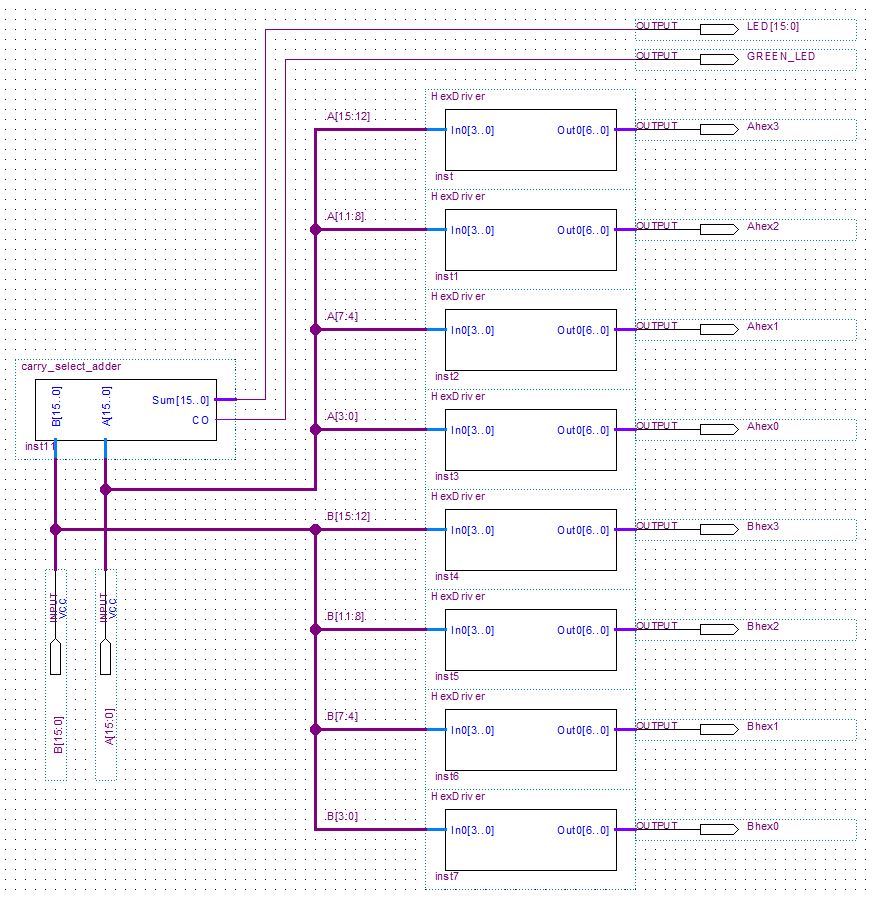 OUTPUT LED[15:0]
OUTPUT GREEN_LED
HexDriver
A[15:12] In0[3..0] Out0[6..0] OUTPUT Ahex3
inst
HexDriver
A[11:8] In0[3..0] Out0[6..0] OUTPUT Ahex2
inst1
HexDriver
A[7:4] In0[3..0] Out0[6..0] OUTPUT Ahex1
inst2
carry_select_adder
B[15..0] A[15..0] Sum[15..0]
CO
inst11
HexDriver
A[3:0] In0[3..0] Out0[6..0] OUTPUT Ahex0
inst3
HexDriver
B[15:12] In0[3..0] Out0[6..0] OUTPUT Bhex3
inst4
HexDriver
B[11:8] In0[3..0] Out0[6..0] OUTPUT Bhex2
inst5
HexDriver
B[7:4] In0[3..0] Out0[6..0] OUTPUT Bhex1
inst6
HexDriver
B[3:0] In0[3..0] Out0[6..0] OUTPUT Bhex0
inst7
INPUT
VCC
B[15:0]
INPUT
VCC
A[15:0]